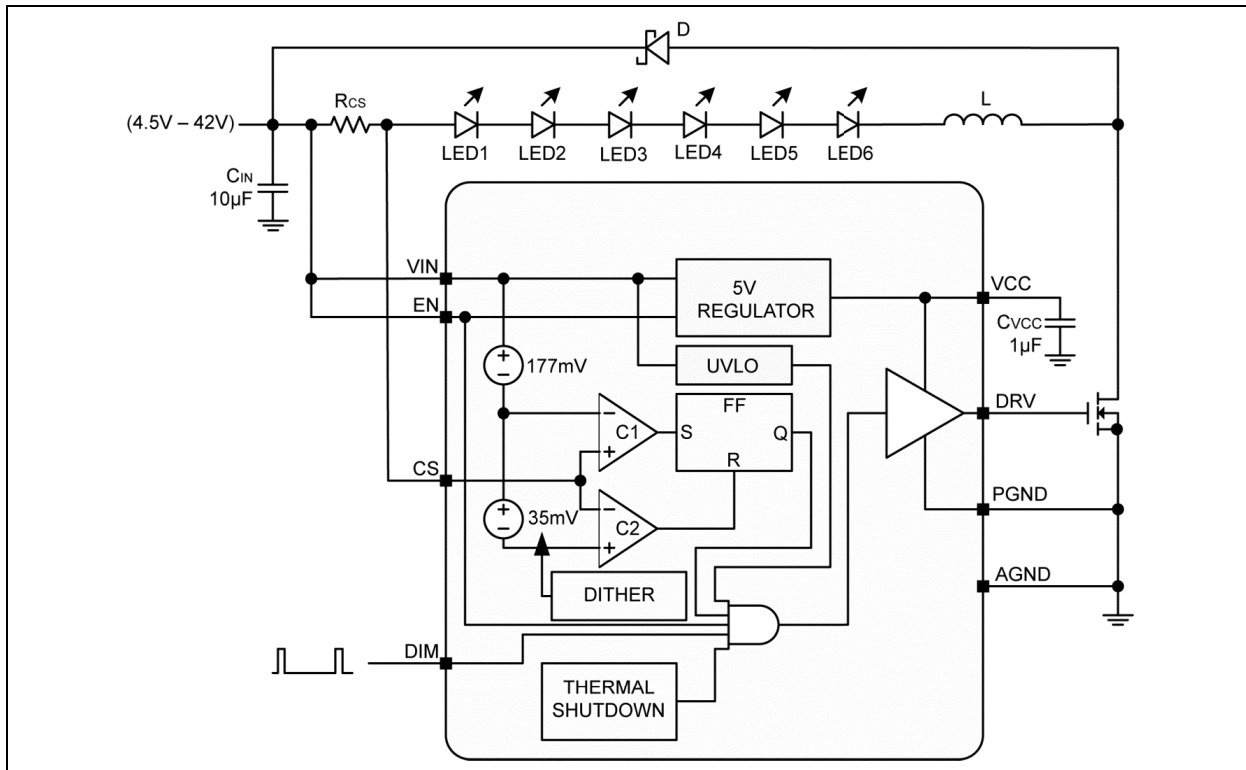 D
RCS
L
(4.5V – 42V)
LED1
LED2
LED3
LED4
LED5
LED6
CIN
10µF
VIN
5V
REGULATOR
VCC
EN
CVCC
1µF
+
–
177mV
UVLO
FF
DRV
–
C1
+
S
Q
R
CS
–
C2
+
+
–
35mV
PGND
DITHER
AGND
DIM
THERMAL
SHUTDOWN